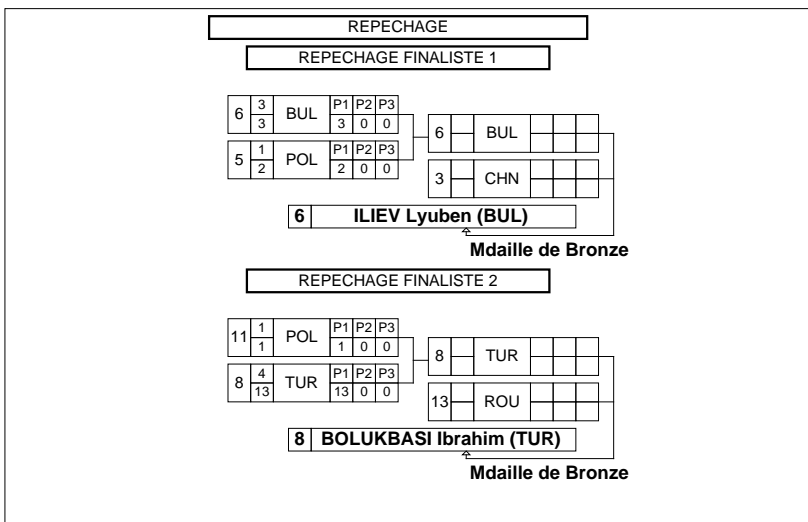 REPECHAGE
REPECHAGE FINALISTE 1
6 3 BUL P1 P2 P3
3 3 0 0
5 1 POL P1 P2 P3
2 2 0 0
6 BUL
3 CHN
6 ILIEV Lyuben (BUL)
Mdaille de Bronze
REPECHAGE FINALISTE 2
11 1 POL P1 P2 P3
1 1 0 0
8 4 TUR P1 P2 P3
13 13 0 0
8 TUR
13 ROU
8 BOLUKBASI Ibrahim (TUR)
Mdaille de Bronze